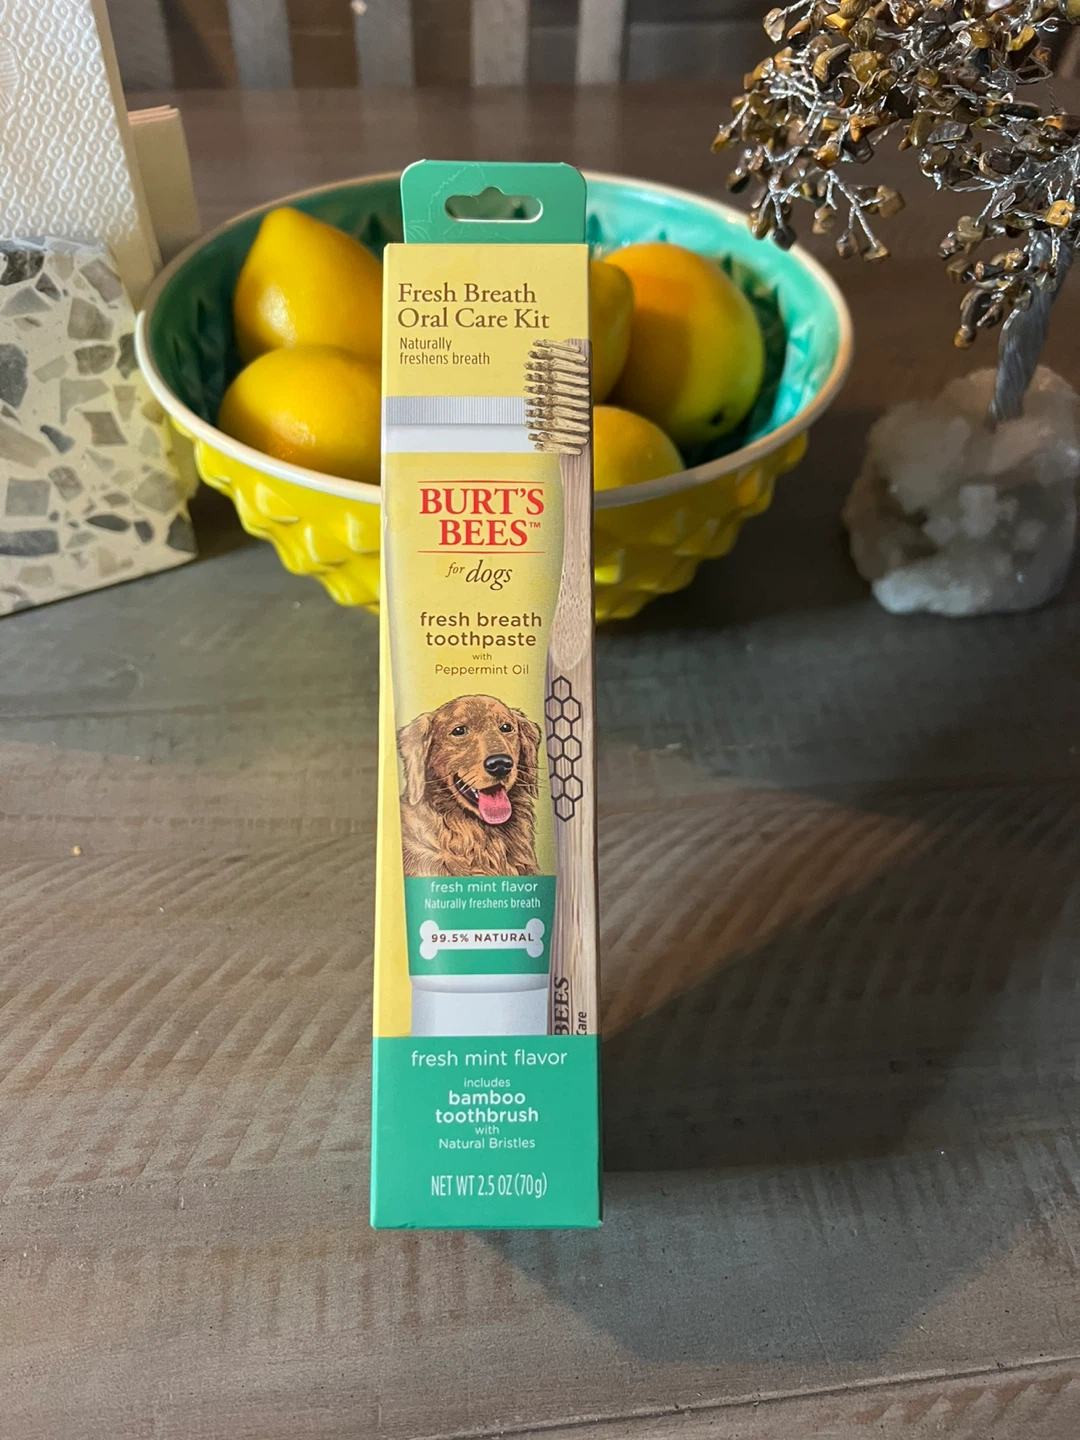 Fresh Breath
Oral Care Kit
Naturally
freshens breath
BURT'S
BEES™
for dogs
fresh breath
toothpaste
with
Peppermint Oil
fresh mint flavor
Naturally freshens breath
99.5% NATURAL
BEES
Care
fresh mint flavor
includes
bamboo
toothbrush
with
Natural Bristles
NET WT 2.5 OZ (70g)